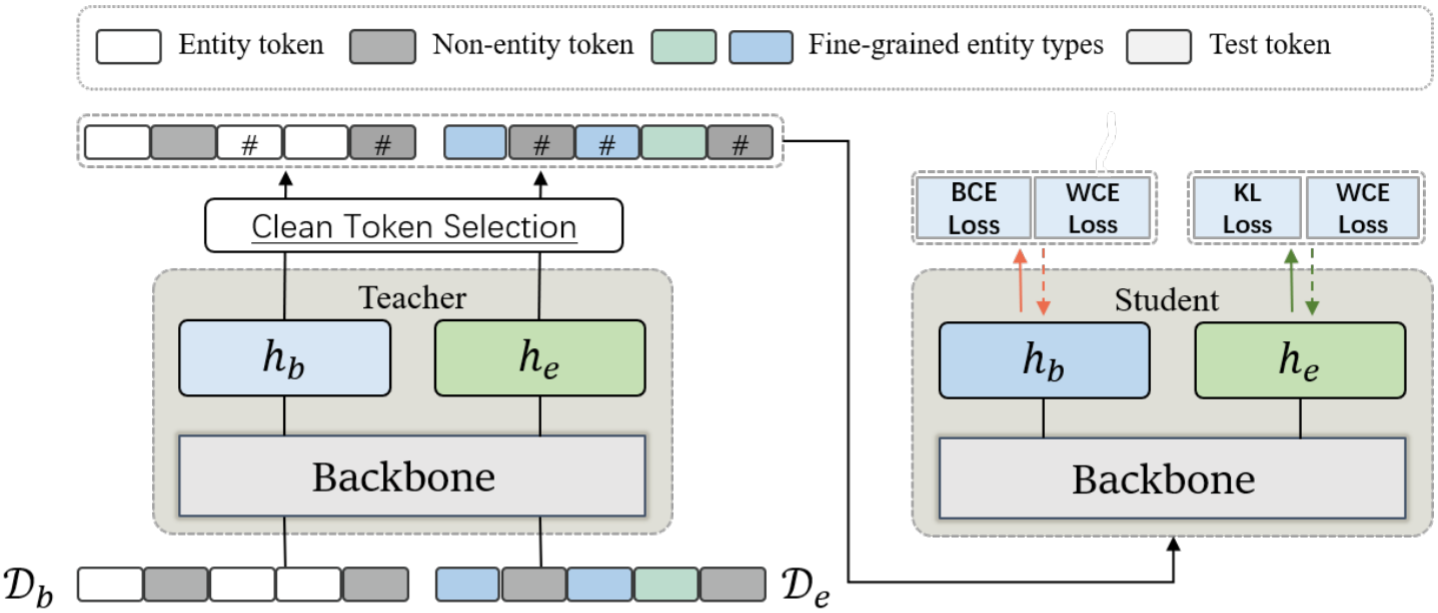 Entity token Non-entity token Fine-grained entity types Test token
# # # # #
Clean Token Selection
BCE Loss WCE Loss KL Loss WCE Loss
Teacher
Student
h_b h_e
h_b h_e
Backbone
Backbone
𝒟_b 𝒟_e